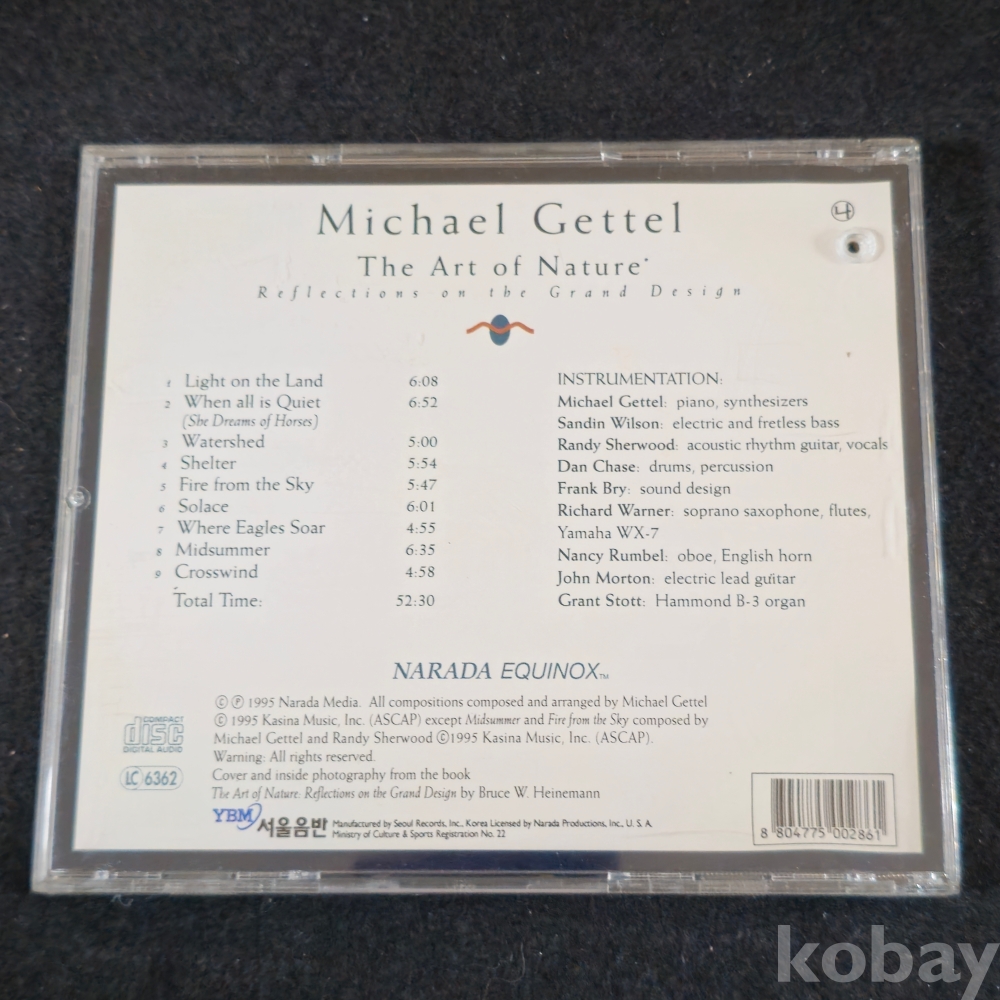 Michael Gettel
The Art of Nature*
Reflections on the Grand Design
1 Light on the Land 6:08
2 When all is Quiet 6:52
(She Dreams of Horses)
3 Watershed 5:00
4 Shelter 5:54
5 Fire from the Sky 5:47
6 Solace 6:01
7 Where Eagles Soar 4:55
8 Midsummer 6:35
9 Crosswind 4:58
Total Time: 52:30
INSTRUMENTATION:
Michael Gettel: piano, synthesizers
Sandin Wilson: electric and fretless bass
Randy Sherwood: acoustic rhythm guitar, vocals
Dan Chase: drums, percussion
Frank Bry: sound design
Richard Warner: soprano saxophone, flutes,
Yamaha WX-7
Nancy Rumbel: oboe, English horn
John Morton: electric lead guitar
Grant Stott: Hammond B-3 organ
NARADA EQUINOX™
© ℗ 1995 Narada Media. All compositions composed and arranged by Michael Gettel
© 1995 Kasina Music, Inc. (ASCAP) except Midsummer and Fire from the Sky composed by
Michael Gettel and Randy Sherwood ©1995 Kasina Music, Inc. (ASCAP).
Warning: All rights reserved.
Cover and inside photography from the book
The Art of Nature: Reflections on the Grand Design by Bruce W. Heinemann
COMPACT
disc
DIGITAL AUDIO
LC 6362
YBM 서울음반 Manufactured by Seoul Records, Inc., Korea Licensed by Narada Productions, Inc., U. S. A.
Ministry of Culture & Sports Registration No. 22
8 804775 002861
kobay